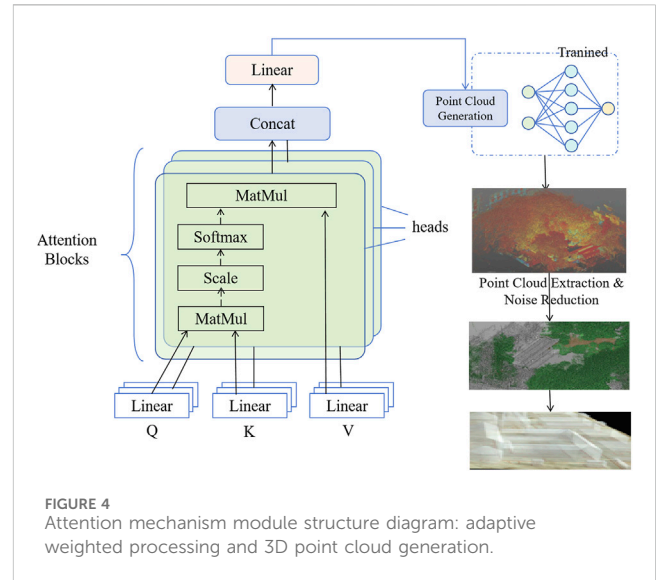 Tranined
Linear
Point Cloud
Generation
Concat
MatMul
Softmax
heads
Attention
Blocks
Scale
MatMul
Point Cloud Extraction &
Noise Reduction
Linear Linear Linear
Q K V
FIGURE 4
Attention mechanism module structure diagram: adaptive
weighted processing and 3D point cloud generation.